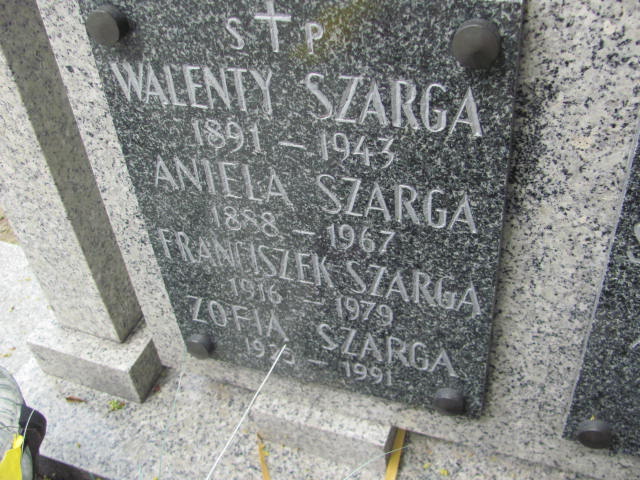 S † P
WALENTY SZARGA
1891 - 1943
ANIELA SZARGA
1888 - 1967
FRANCISZEK SZARGA
1916 - 1979
ZOFIA SZARGA
- 1991